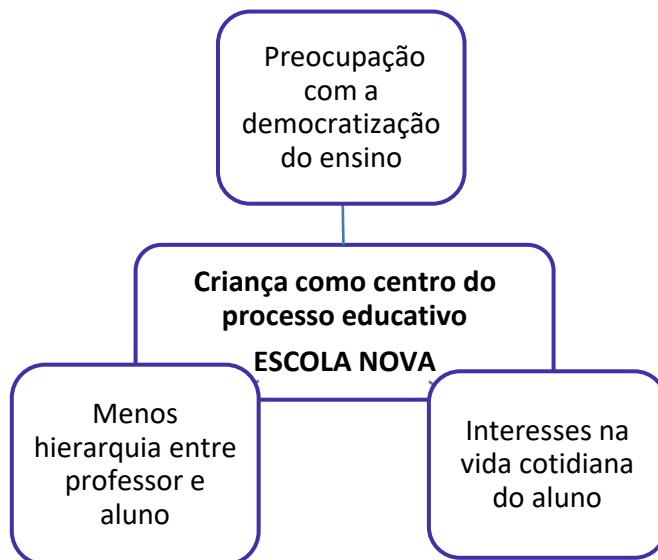 Preocupação
com a
democratização
do ensino
Criança como centro do
processo educativo
ESCOLA NOVA
Menos
hierarquia entre
professor e
aluno
Interesses na
vida cotidiana
do aluno